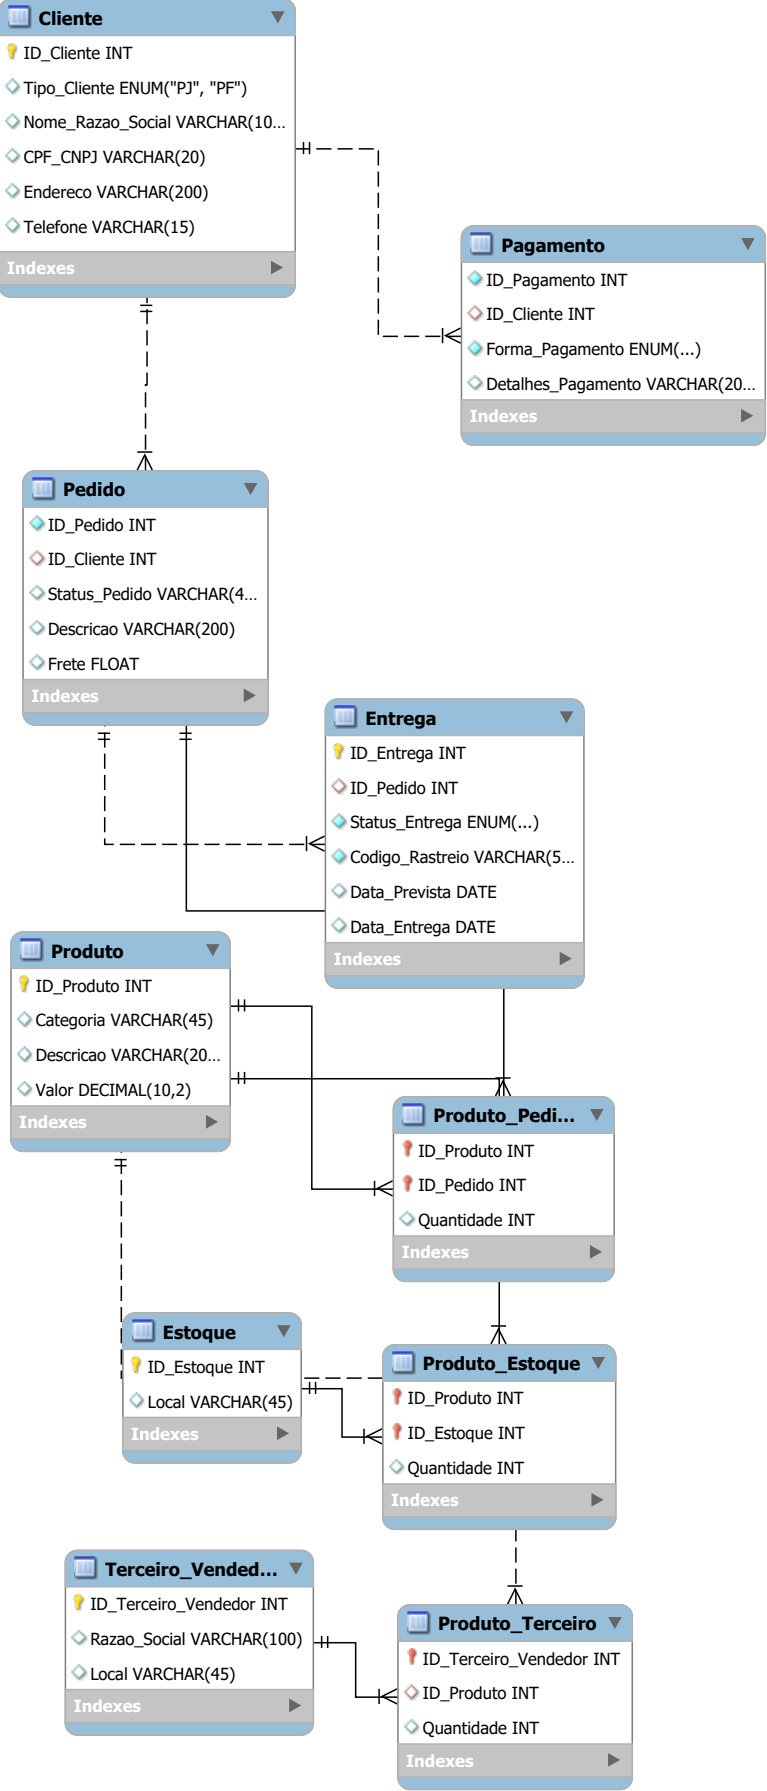 Cliente
ID_Cliente INT
Tipo_Cliente ENUM("PJ", "PF")
Nome_Razao_Social VARCHAR(10...
CPF_CNPJ VARCHAR(20)
Endereco VARCHAR(200)
Telefone VARCHAR(15)
Indexes
Pagamento
ID_Pagamento INT
ID_Cliente INT
Forma_Pagamento ENUM(...)
Detalhes_Pagamento VARCHAR(20...
Indexes
Pedido
ID_Pedido INT
ID_Cliente INT
Status_Pedido VARCHAR(4...
Descricao VARCHAR(200)
Frete FLOAT
Indexes
Entrega
ID_Entrega INT
ID_Pedido INT
Status_Entrega ENUM(...)
Codigo_Rastreio VARCHAR(5...
Data_Prevista DATE
Data_Entrega DATE
Indexes
Produto
ID_Produto INT
Categoria VARCHAR(45)
Descricao VARCHAR(20...
Valor DECIMAL(10,2)
Indexes
Produto_Pedi...
ID_Produto INT
ID_Pedido INT
Quantidade INT
Indexes
Estoque
ID_Estoque INT
Local VARCHAR(45)
Indexes
Produto_Estoque
ID_Produto INT
ID_Estoque INT
Quantidade INT
Indexes
Terceiro_Vended...
ID_Terceiro_Vendedor INT
Razao_Social VARCHAR(100)
Local VARCHAR(45)
Indexes
Produto_Terceiro
ID_Terceiro_Vendedor INT
ID_Produto INT
Quantidade INT
Indexes